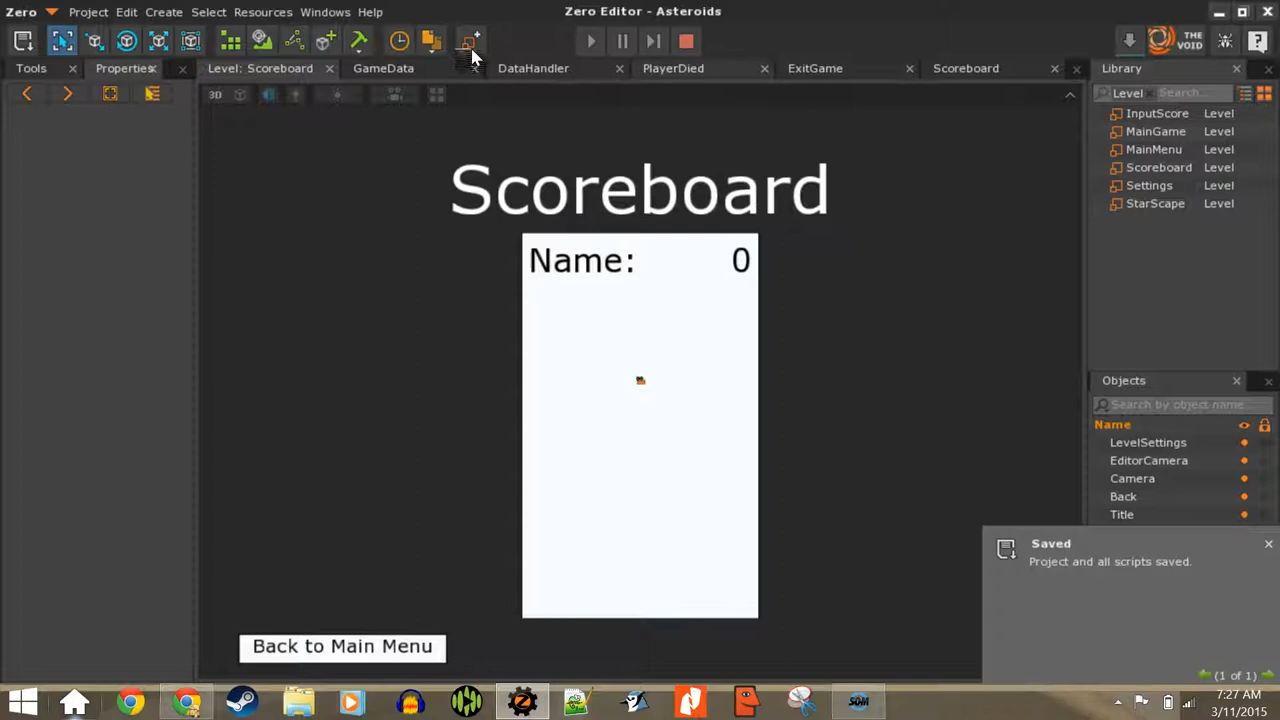 Zero Project Edit Create Select Resources Windows Help
Zero Editor - Asteroids
THE VOID
Tools Properties Level: Scoreboard GameData DataHandler PlayerDied ExitGame Scoreboard Library
3D
Level Search...
InputScore Level
MainGame Level
MainMenu Level
Scoreboard Level
Settings Level
StarScape Level
Scoreboard
Name: 0
Back to Main Menu
Objects
Search by object name...
Name
LevelSettings
EditorCamera
Camera
Back
Title
Saved
Project and all scripts saved.
(1 of 1)
7:27 AM
3/11/2015